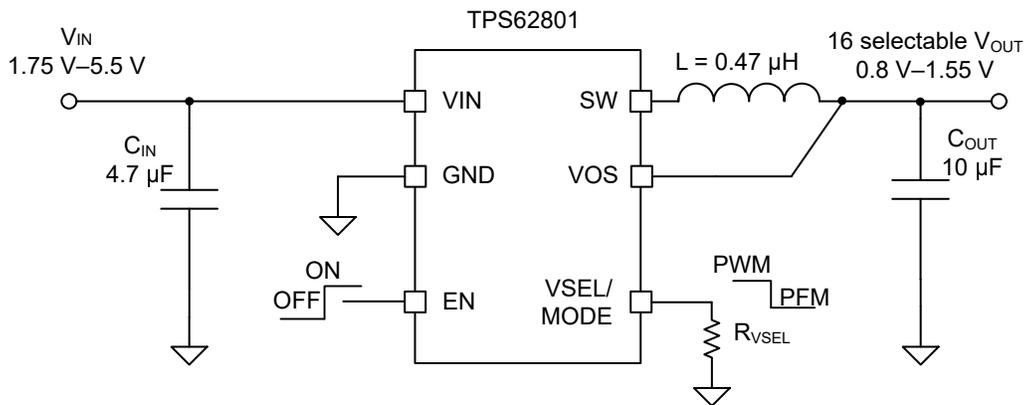 TPS62801
VIN
1.75 V–5.5 V
CIN
4.7 µF
VIN
GND
EN
ON
OFF
SW
VOS
VSEL/
MODE
L = 0.47 µH
16 selectable VOUT
0.8 V–1.55 V
COUT
10 µF
PWM
PFM
RVSEL